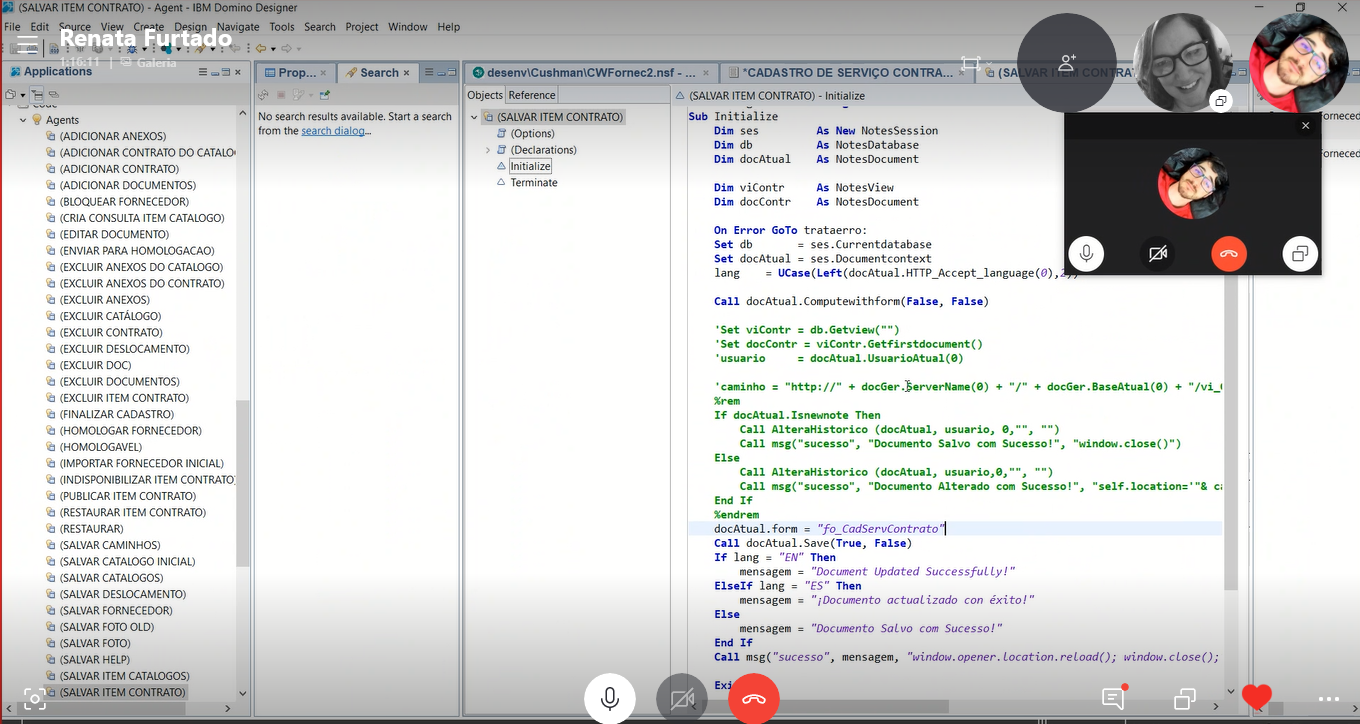 (SALVAR ITEM CONTRATO) - Agent - IBM Domino Designer
File Edit Source View Create Design Navigate Tools Search Project Window Help
Renata Furtado
1:16:11 | Galeria
Applications
Prop...
Search
desenv\Cushman\CWFornec2.nsf - ...
*CADASTRO DE SERVIÇO CONTRA...
(SALVAR ITEM CONTRA
Code
Agents
(ADICIONAR ANEXOS)
(ADICIONAR CONTRATO DO CATALO
(ADICIONAR CONTRATO)
(ADICIONAR DOCUMENTOS)
(BLOQUEAR FORNECEDOR)
(CRIA CONSULTA ITEM CATALOGO)
(EDITAR DOCUMENTO)
(ENVIAR PARA HOMOLOGACAO)
(EXCLUIR ANEXOS DO CATALOGO)
(EXCLUIR ANEXOS DO CONTRATO)
(EXCLUIR ANEXOS)
(EXCLUIR CATÁLOGO)
(EXCLUIR CONTRATO)
(EXCLUIR DESLOCAMENTO)
(EXCLUIR DOC)
(EXCLUIR DOCUMENTOS)
(EXCLUIR ITEM CONTRATO)
(FINALIZAR CADASTRO)
(HOMOLOGAR FORNECEDOR)
(HOMOLOGAVEL)
(IMPORTAR FORNECEDOR INICIAL)
(INDISPONIBILIZAR ITEM CONTRATO)
(PUBLICAR ITEM CONTRATO)
(RESTAURAR ITEM CONTRATO)
(RESTAURAR)
(SALVAR CAMINHOS)
(SALVAR CATALOGO INICIAL)
(SALVAR CATALOGOS)
(SALVAR DESLOCAMENTO)
(SALVAR FORNECEDOR)
(SALVAR FOTO OLD)
(SALVAR FOTO)
(SALVAR HELP)
(SALVAR ITEM CATALOGOS)
(SALVAR ITEM CONTRATO)
No search results available. Start a search
from the search dialog...
Objects Reference
(SALVAR ITEM CONTRATO)
(Options)
(Declarations)
Initialize
Terminate
(SALVAR ITEM CONTRATO) - Initialize
Sub Initialize
Dim ses As New NotesSession
Dim db As NotesDatabase
Dim docAtual As NotesDocument
Dim viContr As NotesView
Dim docContr As NotesDocument
On Error GoTo trataerro:
Set db = ses.Currentdatabase
Set docAtual = ses.Documentcontext
lang = UCase(Left(docAtual.HTTP_Accept_language(0),2))
Call docAtual.Computewithform(False, False)
'Set viContr = db.Getview("")
'Set docContr = viContr.Getfirstdocument()
'usuario = docAtual.UsuarioAtual(0)
'caminho = "http://" + docGer.ServerName(0) + "/" + docGer.BaseAtual(0) + "/vi_
%rem
If docAtual.Isnewnote Then
Call AlteraHistorico (docAtual, usuario, 0,"", "")
Call msg("sucesso", "Documento Salvo com Sucesso!", "window.close()")
Else
Call AlteraHistorico (docAtual, usuario,0,"", "")
Call msg("sucesso", "Documento Alterado com Sucesso!", "self.location='"& ca
End If
%endrem
docAtual.form = "fo_CadServContrato"
Call docAtual.Save(True, False)
If lang = "EN" Then
mensagem = "Document Updated Successfully!"
ElseIf lang = "ES" Then
mensagem = "¡Documento actualizado con éxito!"
Else
mensagem = "Documento Salvo com Sucesso!"
End If
Call msg("sucesso", mensagem, "window.opener.location.reload(); window.close();
Exi
Forneced
Forneced